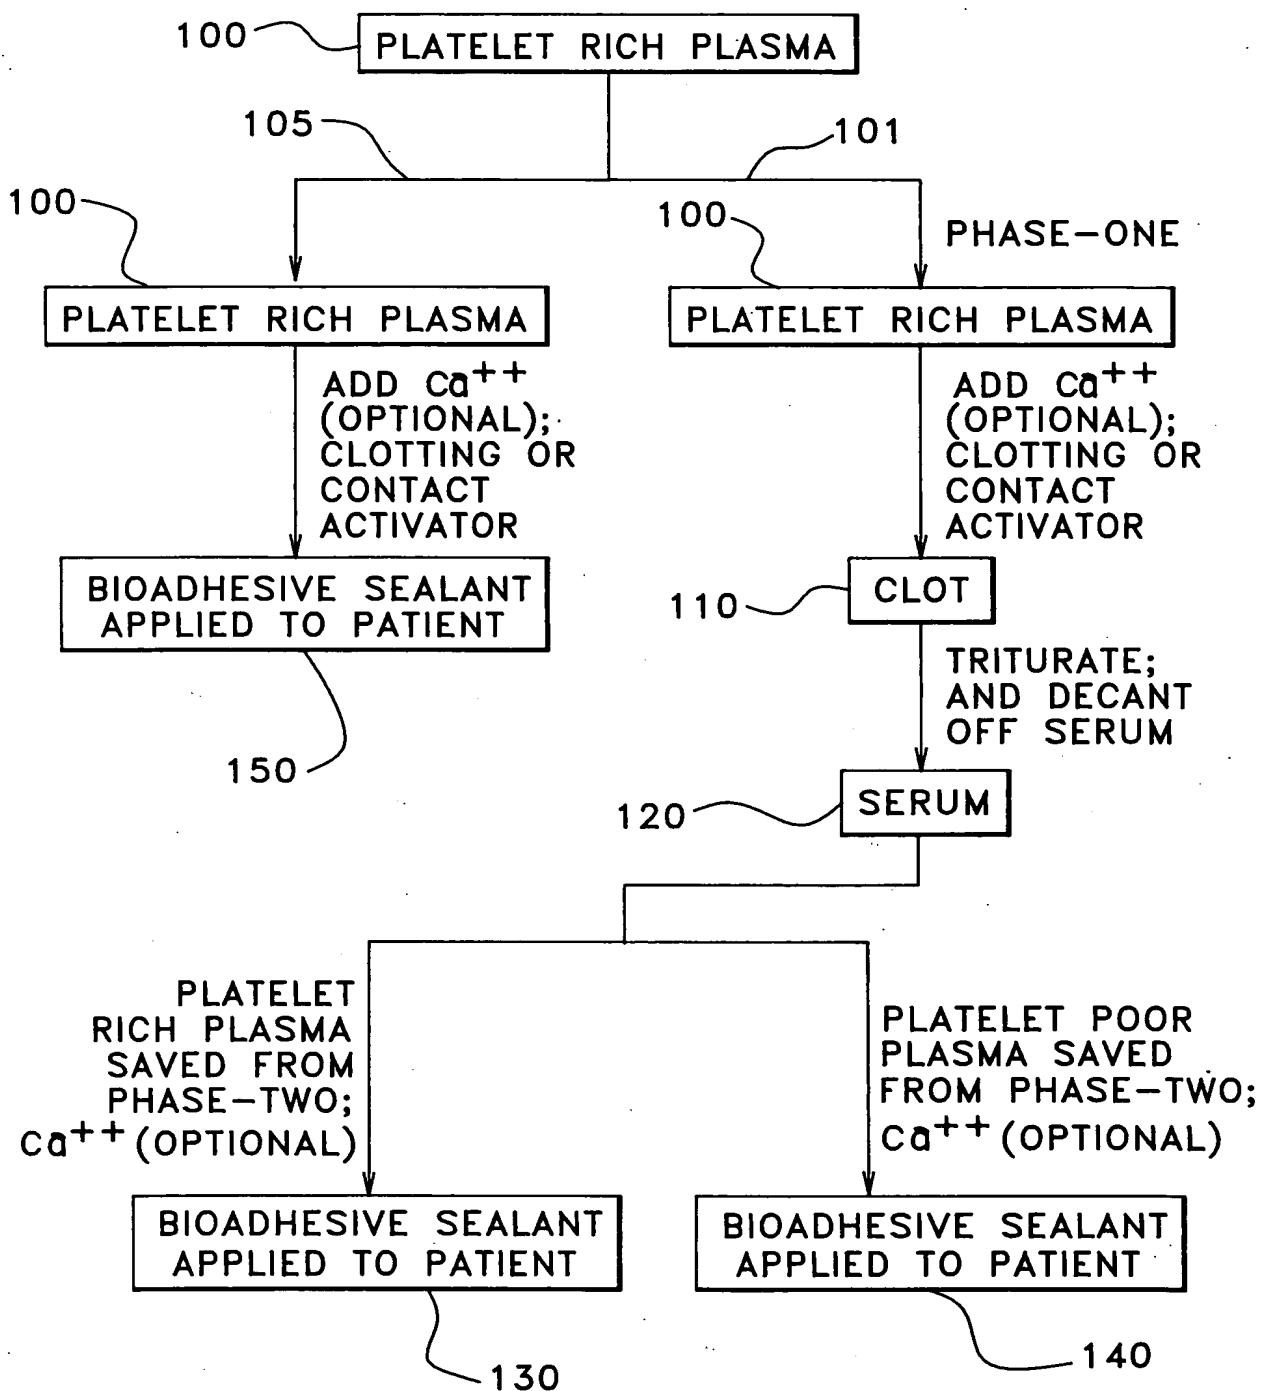 100
PLATELET RICH PLASMA
105
101
100
100
PHASE-ONE
PLATELET RICH PLASMA
PLATELET RICH PLASMA
ADD Ca++
(OPTIONAL);
CLOTTING OR
CONTACT
ACTIVATOR
ADD Ca++
(OPTIONAL);
CLOTTING OR
CONTACT
ACTIVATOR
BIOADHESIVE SEALANT
APPLIED TO PATIENT
150
110
CLOT
TRITURATE;
AND DECANT
OFF SERUM
120
SERUM
PLATELET
RICH PLASMA
SAVED FROM
PHASE-TWO;
Ca++ (OPTIONAL)
PLATELET POOR
PLASMA SAVED
FROM PHASE-TWO;
Ca++ (OPTIONAL)
BIOADHESIVE SEALANT
APPLIED TO PATIENT
130
BIOADHESIVE SEALANT
APPLIED TO PATIENT
140